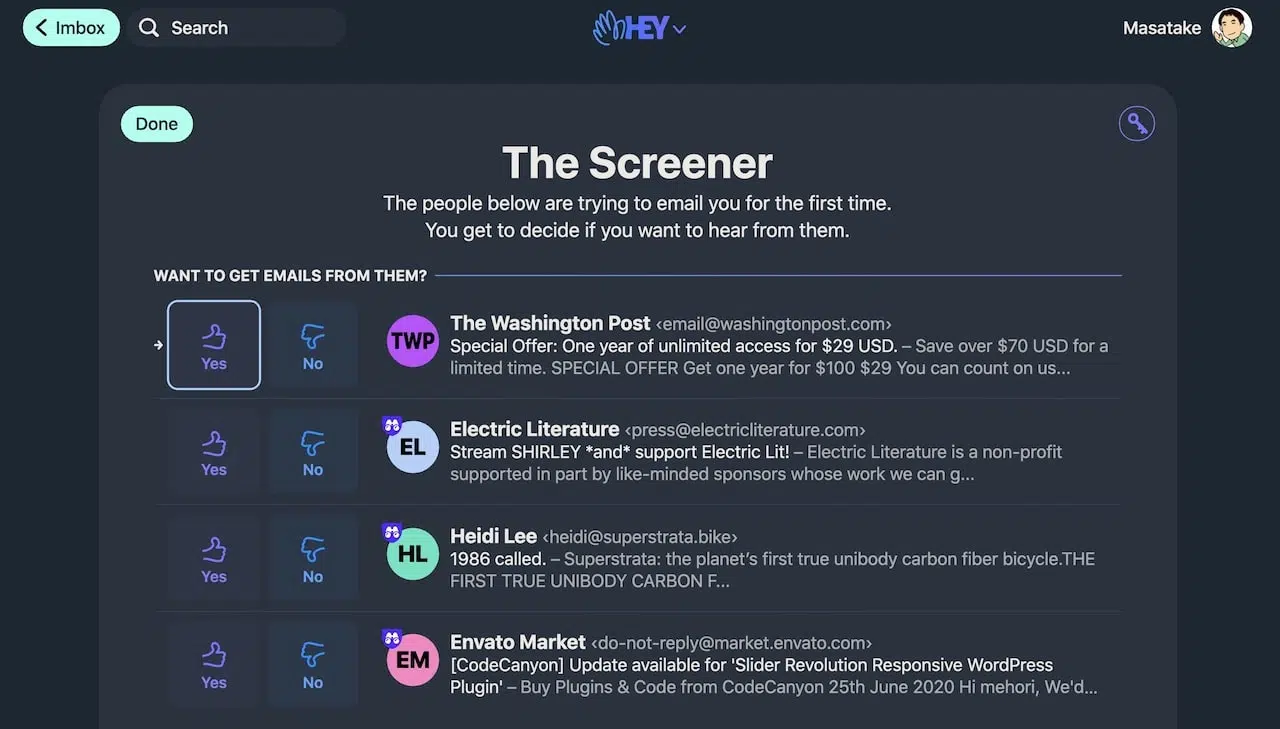 Imbox
Search
HEY
Masatake
Done
The Screener
The people below are trying to email you for the first time.
You get to decide if you want to hear from them.
WANT TO GET EMAILS FROM THEM?
Yes
No
TWP
The Washington Post <email@washingtonpost.com>
Special Offer: One year of unlimited access for $29 USD. – Save over $70 USD for a
limited time. SPECIAL OFFER Get one year for $100 $29 You can count on us...
Yes
No
EL
Electric Literature <press@electricliterature.com>
Stream SHIRLEY *and* support Electric Lit! – Electric Literature is a non-profit
supported in part by like-minded sponsors whose work we can g...
Yes
No
HL
Heidi Lee <heidi@superstrata.bike>
1986 called. – Superstrata: the planet’s first true unibody carbon fiber bicycle.THE
FIRST TRUE UNIBODY CARBON F...
Yes
No
EM
Envato Market <do-not-reply@market.envato.com>
[CodeCanyon] Update available for 'Slider Revolution Responsive WordPress
Plugin' – Buy Plugins & Code from CodeCanyon 25th June 2020 Hi mehori, We'd...